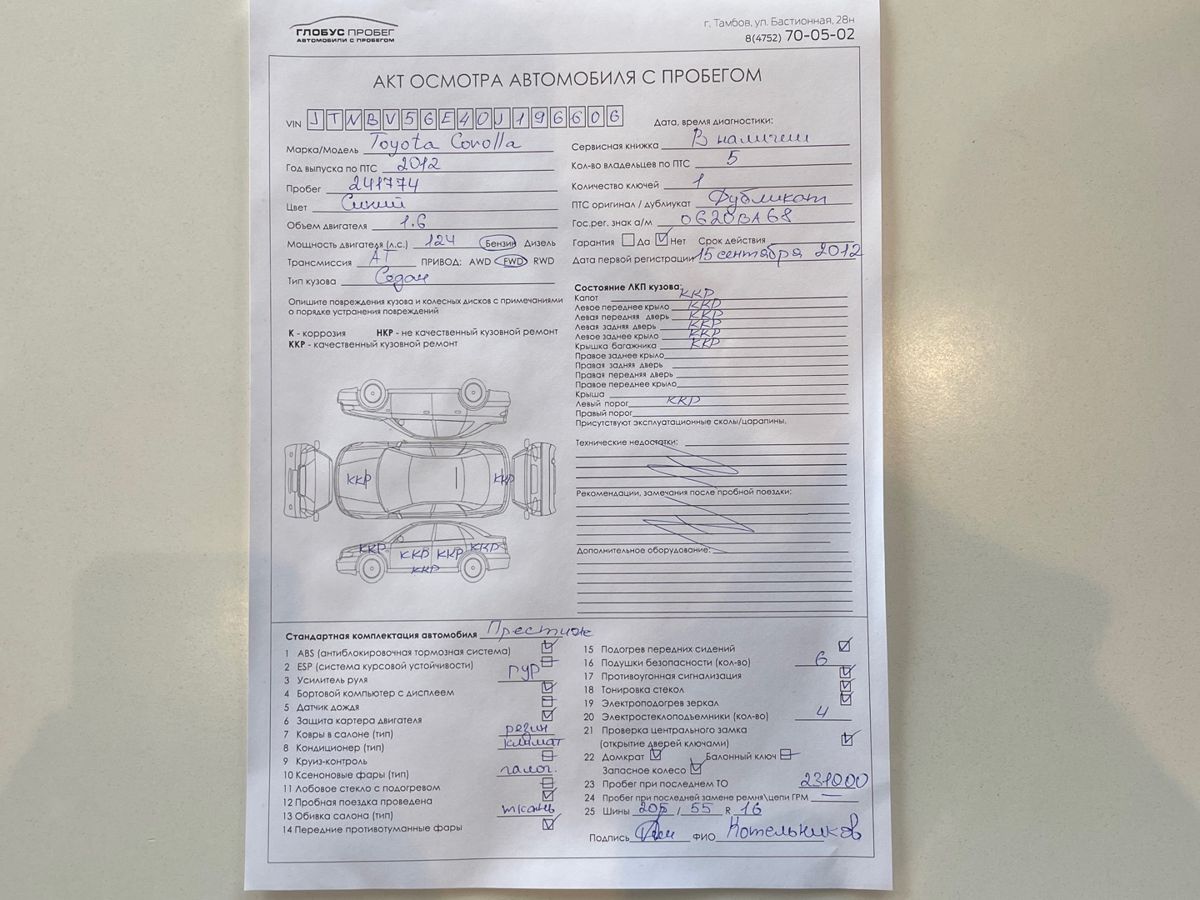 ГЛОБУС ПРОБЕГ
АВТОМОБИЛИ С ПРОБЕГОМ
г. Тамбов, ул. Бастионная, 28н
8(4752) 70-05-02
АКТ ОСМОТРА АВТОМОБИЛЯ С ПРОБЕГОМ
VIN JTNBV56E40J196606
Марка/Модель Toyota Corolla
Год выпуска по ПТС 2012
Пробег 241774
Цвет Синий
Объем двигателя 1.6
Мощность двигателя (л.с.) 124 Бензин Дизель
Трансмиссия АТ ПРИВОД: AWD FWD RWD
Тип кузова Седан
Дата, время диагностики:
Сервисная книжка В наличии
Кол-во владельцев по ПТС 5
Количество ключей 1
ПТС оригинал / дубликат Дубликат
Гос.рег. знак а/м О620ВА68
Гарантия Да Нет Срок действия
Дата первой регистрации 15 сентября 2012
Опишите повреждения кузова и колесных дисков с примечаниями
о порядке устранения повреждений
К - коррозия НКР - не качественный кузовной ремонт
ККР - качественный кузовной ремонт
ККР ККР
ККР ККР ККР ККР
ККР
Состояние ЛКП кузова:
Капот ККР
Левое переднее крыло ККР
Левая передняя дверь ККР
Левая задняя дверь ККР
Левое заднее крыло ККР
Крышка багажника ККР
Правое заднее крыло
Правая задняя дверь
Правая передняя дверь
Правое переднее крыло
Крыша
Левый порог ККР
Правый порог
Присутствуют эксплуатационные сколы/царапины.
Технические недостатки:
Рекомендации, замечания после пробной поездки:
Дополнительное оборудование:
Стандартная комплектация автомобиля Престиж
1 ABS (антиблокировочная тормозная система)
2 ESP (система курсовой устойчивости)
3 Усилитель руля ГУР
4 Бортовой компьютер с дисплеем
5 Датчик дождя
6 Защита картера двигателя
7 Ковры в салоне (тип) резин
8 Кондиционер (тип) климат
9 Круиз-контроль
10 Ксеноновые фары (тип) галог.
11 Лобовое стекло с подогревом
12 Пробная поездка проведена
13 Обивка салона (тип) ткань
14 Передние противотуманные фары
15 Подогрев передних сидений
16 Подушки безопасности (кол-во) 6
17 Противоугонная сигнализация
18 Тонировка стекол
19 Электроподогрев зеркал
20 Электростеклоподъемники (кол-во) 4
21 Проверка центрального замка
(открытие дверей ключами)
22 Домкрат Балонный ключ
Запасное колесо
23 Пробег при последнем ТО 231000
24 Пробег при последней замене ремня\цепи ГРМ —
25 Шины 205 / 55 R 16
Подпись ФИО Котельников